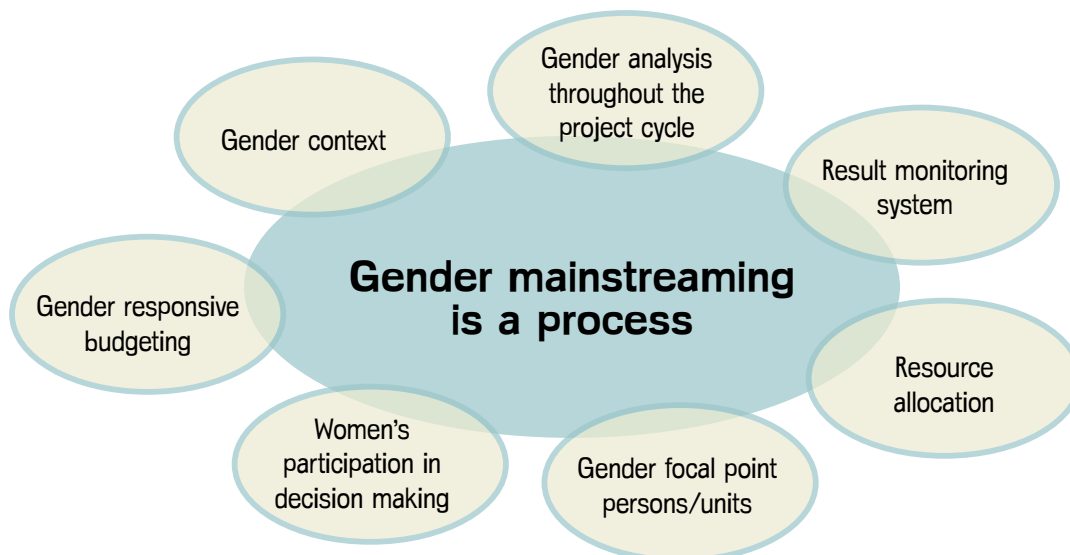 Gender analysis
throughout the
project cycle
Gender context
Result monitoring
system
Gender mainstreaming
is a process
Gender responsive
budgeting
Resource
allocation
Women's
participation in
decision making
Gender focal point
persons/units